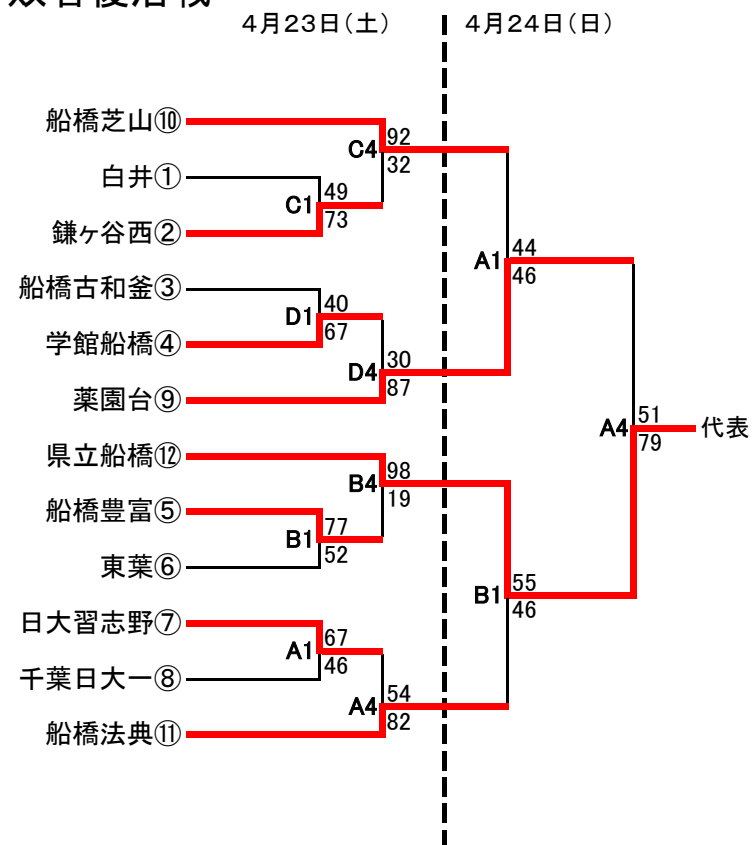 4月23日(土)
4月24日(日)
船橋芝山⑩
白井①
鎌ヶ谷西②
船橋古和釜③
学館船橋④
薬園台⑨
県立船橋⑫
船橋豊富⑤
東葉⑥
日大習志野⑦
千葉日大一⑧
船橋法典⑪
C4
92
32
C1
49
73
D1
40
67
D4
30
87
B4
98
19
B1
77
52
A1
67
46
A4
54
82
A1
44
46
B1
55
46
A4
51
79
代表